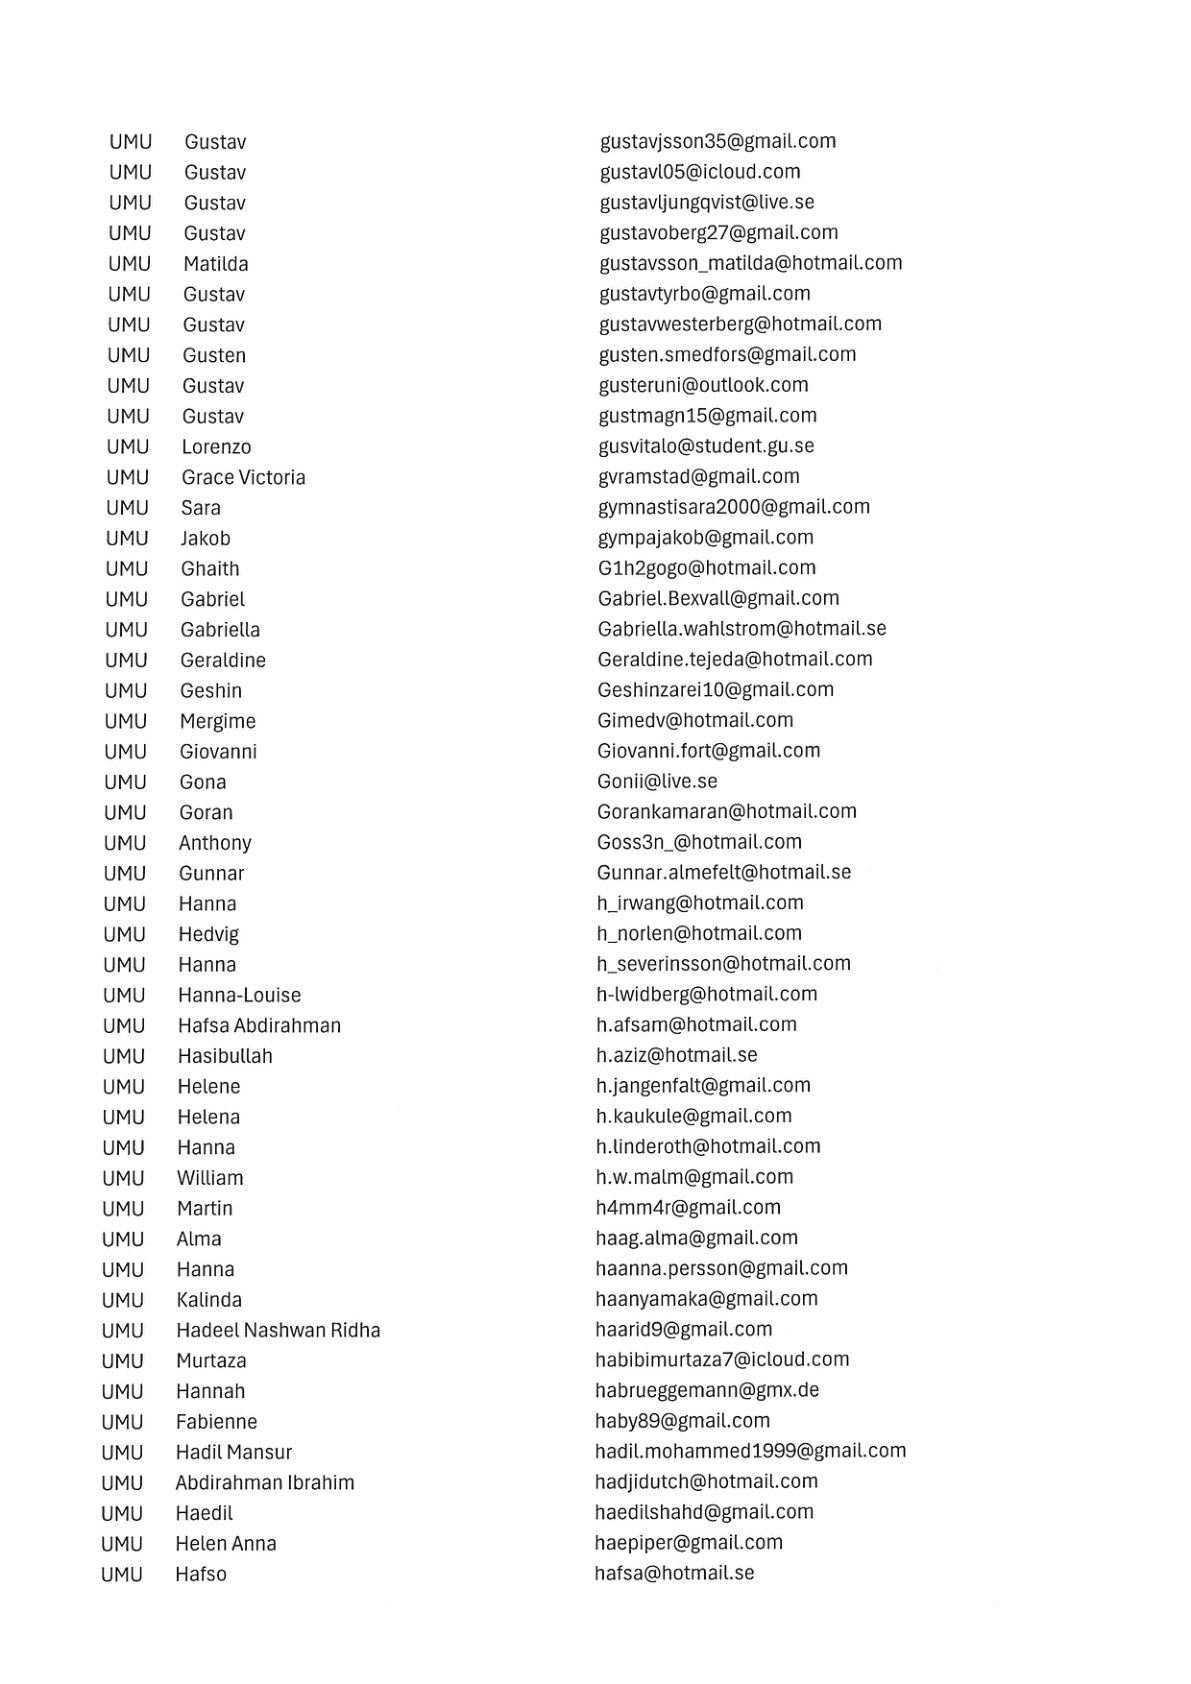 UMU Gustav gustavjsson35@gmail.com
UMU Gustav gustavl05@icloud.com
UMU Gustav gustavljungqvist@live.se
UMU Gustav gustavoberg27@gmail.com
UMU Matilda gustavsson_matilda@hotmail.com
UMU Gustav gustavtyrbo@gmail.com
UMU Gustav gustavwesterberg@hotmail.com
UMU Gusten gusten.smedfors@gmail.com
UMU Gustav gusteruni@outlook.com
UMU Gustav gustmagn15@gmail.com
UMU Lorenzo gusvitalo@student.gu.se
UMU Grace Victoria gvramstad@gmail.com
UMU Sara gymnastisara2000@gmail.com
UMU Jakob gympajakob@gmail.com
UMU Ghaith G1h2gogo@hotmail.com
UMU Gabriel Gabriel.Bexvall@gmail.com
UMU Gabriella Gabriella.wahlstrom@hotmail.se
UMU Geraldine Geraldine.tejeda@hotmail.com
UMU Geshin Geshinzarei10@gmail.com
UMU Mergime Gimedv@hotmail.com
UMU Giovanni Giovanni.fort@gmail.com
UMU Gona Gonii@live.se
UMU Goran Gorankamaran@hotmail.com
UMU Anthony Goss3n_@hotmail.com
UMU Gunnar Gunnar.almefelt@hotmail.se
UMU Hanna h_irwang@hotmail.com
UMU Hedvig h_norlen@hotmail.com
UMU Hanna h_severinsson@hotmail.com
UMU Hanna-Louise h-lwidberg@hotmail.com
UMU Hafsa Abdirahman h.afsam@hotmail.com
UMU Hasibullah h.aziz@hotmail.se
UMU Helene h.jangenfalt@gmail.com
UMU Helena h.kaukule@gmail.com
UMU Hanna h.linderoth@hotmail.com
UMU William h.w.malm@gmail.com
UMU Martin h4mm4r@gmail.com
UMU Alma haag.alma@gmail.com
UMU Hanna haanna.persson@gmail.com
UMU Kalinda haanyamaka@gmail.com
UMU Hadeel Nashwan Ridha haarid9@gmail.com
UMU Murtaza habibimurtaza7@icloud.com
UMU Hannah habrueggemann@gmx.de
UMU Fabienne haby89@gmail.com
UMU Hadil Mansur hadil.mohammed1999@gmail.com
UMU Abdirahman Ibrahim hadjidutch@hotmail.com
UMU Haedil haedilshahd@gmail.com
UMU Helen Anna haepiper@gmail.com
UMU Hafso hafsa@hotmail.se